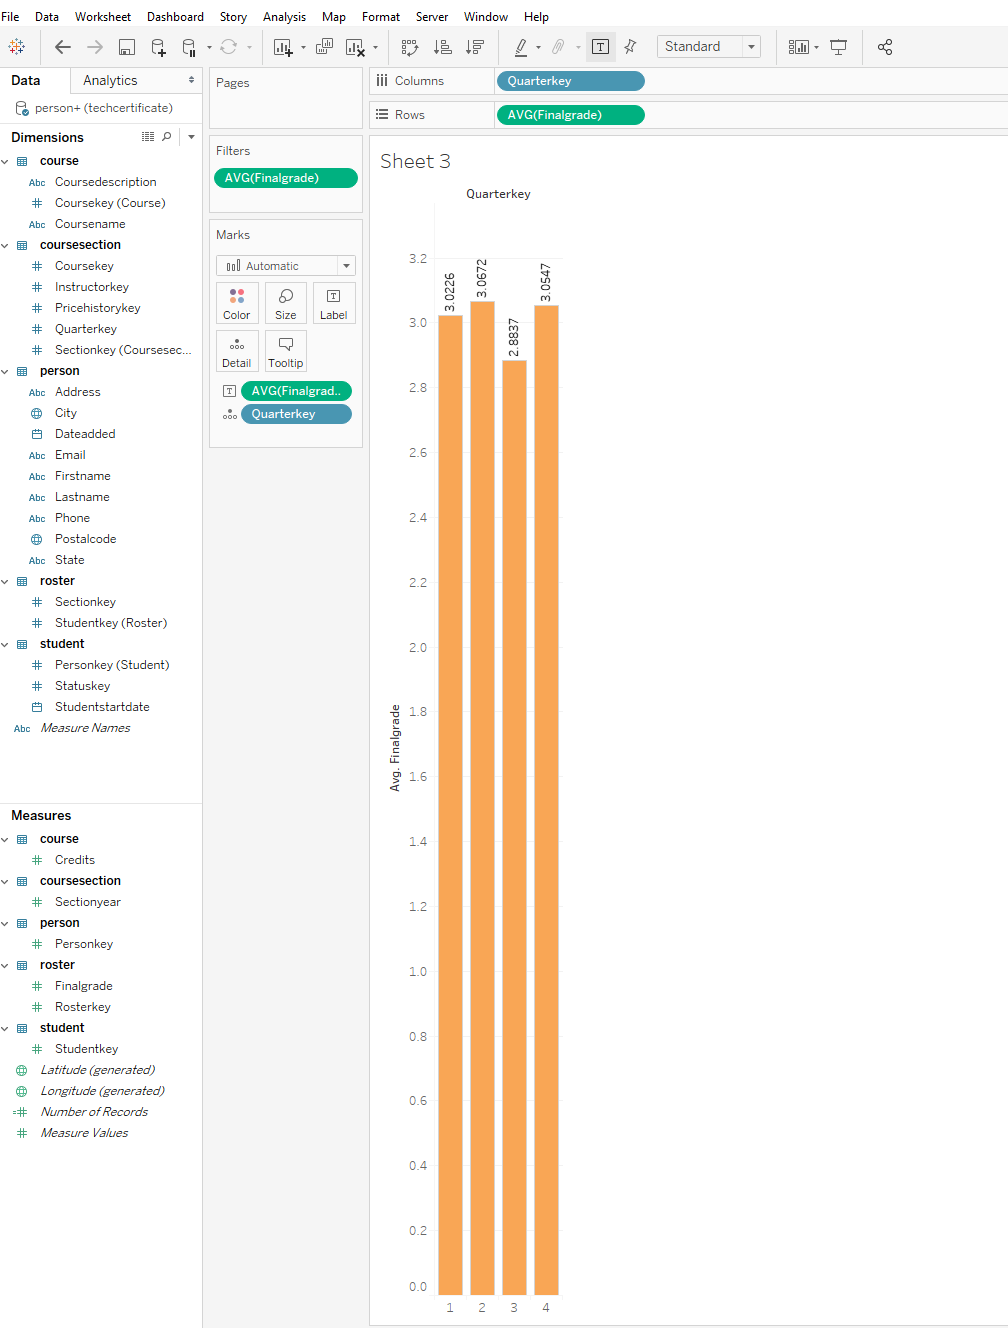 File Data Worksheet Dashboard Story Analysis Map Format Server Window Help
T Standard
Data Analytics
person+ (techcertificate)
Dimensions
course
Abc Coursedescription
# Coursekey (Course)
Abc Coursename
coursesection
# Coursekey
# Instructorkey
# Pricehistorykey
# Quarterkey
# Sectionkey (Coursesec...
person
Abc Address
City
Dateadded
Abc Email
Abc Firstname
Abc Lastname
Abc Phone
Postalcode
Abc State
roster
# Sectionkey
# Studentkey (Roster)
student
# Personkey (Student)
# Statuskey
Studentstartdate
Abc Measure Names
Measures
course
# Credits
coursesection
# Sectionyear
person
# Personkey
roster
# Finalgrade
# Rosterkey
student
# Studentkey
Latitude (generated)
Longitude (generated)
=# Number of Records
# Measure Values
Pages
Filters
AVG(Finalgrade)
Marks
Automatic
Color Size Label
Detail Tooltip
T AVG(Finalgrad..
Quarterkey
Columns Quarterkey
Rows AVG(Finalgrade)
Sheet 3
Quarterkey
3.2
3.0
2.8
2.6
2.4
2.2
2.0
1.8
1.6
1.4
1.2
1.0
0.8
0.6
0.4
0.2
0.0
Avg. Finalgrade
3.0226
3.0672
2.8837
3.0547
1 2 3 4